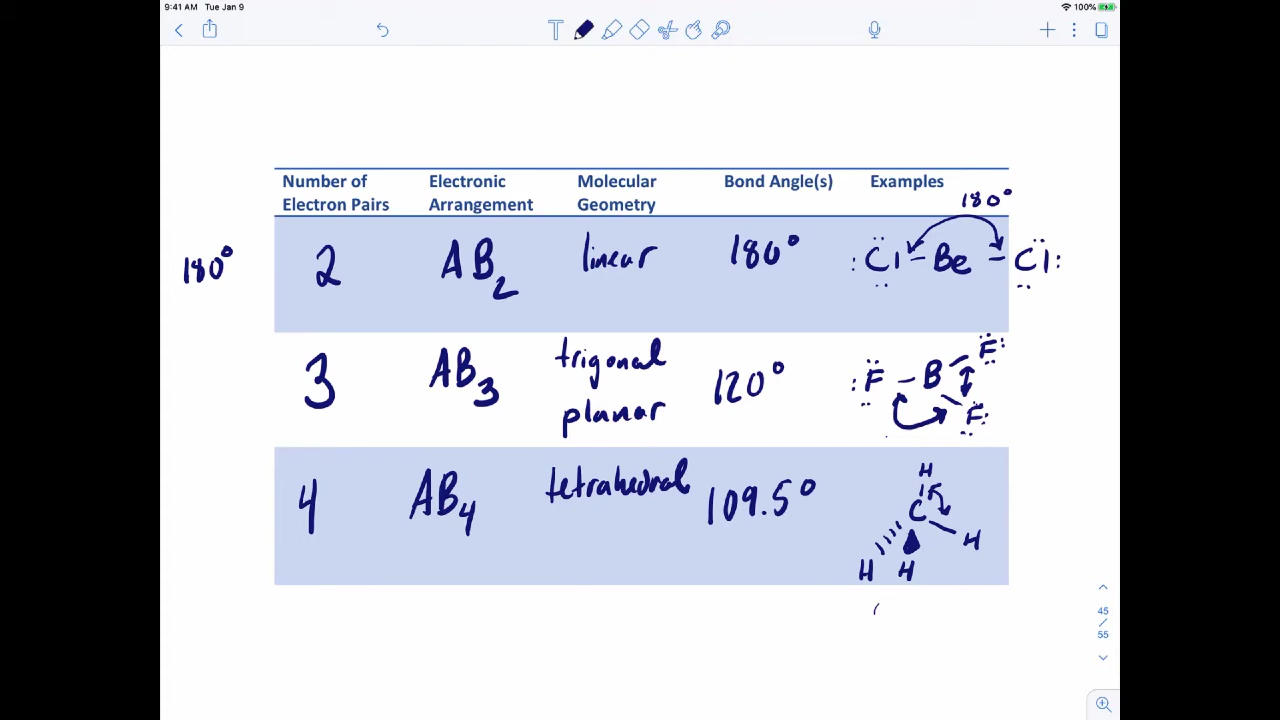 9:41 AM Tue Jan 9
100%
Number of Electron Pairs
Electronic Arrangement
Molecular Geometry
Bond Angle(s)
Examples
180°
2
AB₂
linear
180°
:Cl–Be–Cl:
180°
3
AB₃
trigonal
planar
120°
:F–B
F:
F:
4
AB₄
tetrahedral
109.5°
H
C
H
H
H
45
/
55